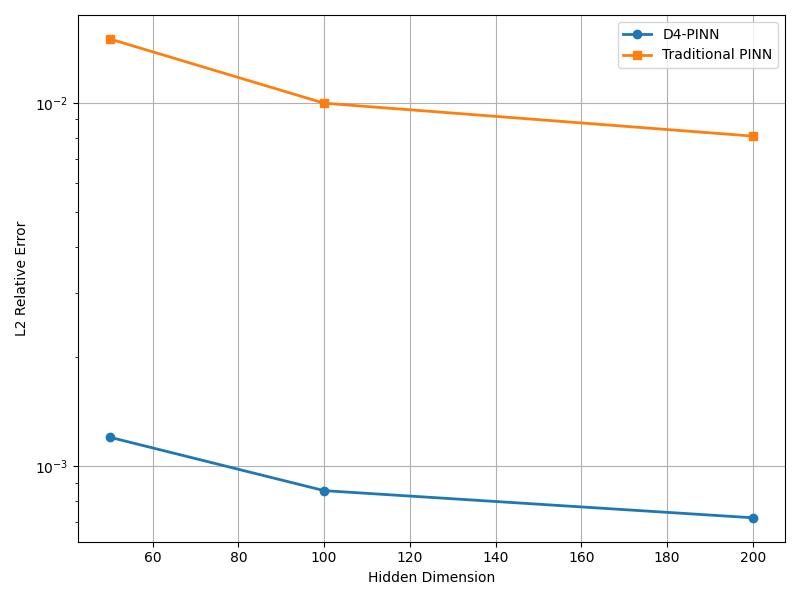 D4-PINN
Traditional PINN
10⁻²
10⁻³
L2 Relative Error
60 80 100 120 140 160 180 200
Hidden Dimension